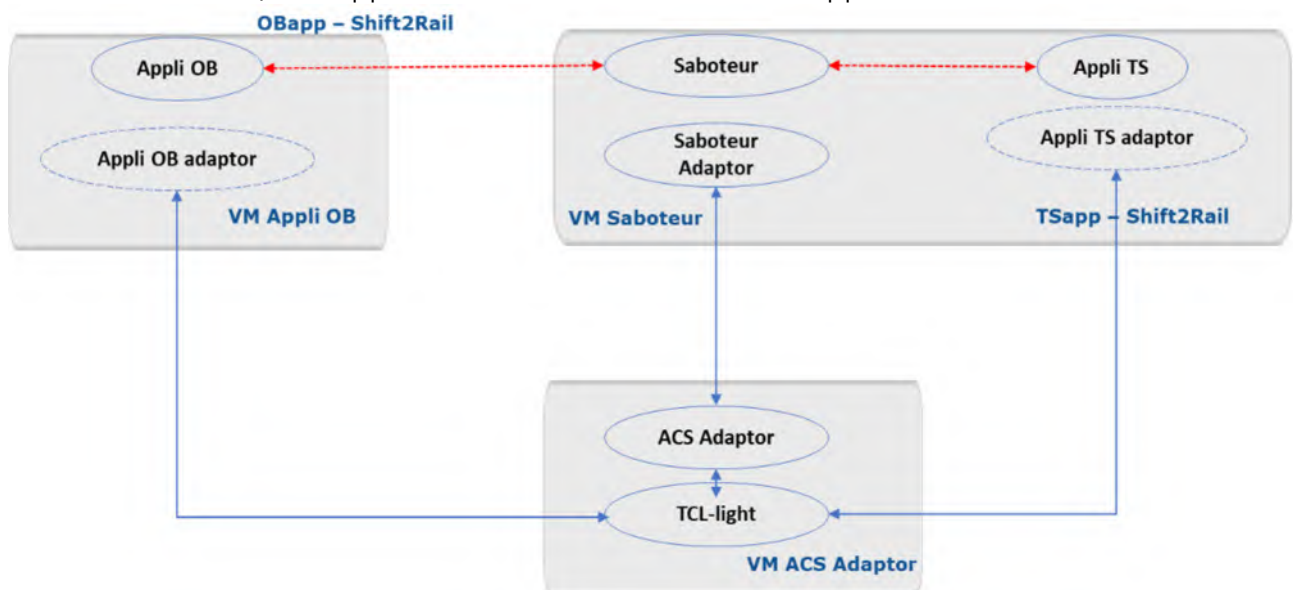 OBapp – Shift2Rail
Appli OB
Saboteur
Appli TS
Appli OB adaptor
Saboteur
Adaptor
Appli TS adaptor
VM Appli OB
VM Saboteur
TSapp – Shift2Rail
ACS Adaptor
TCL-light
VM ACS Adaptor